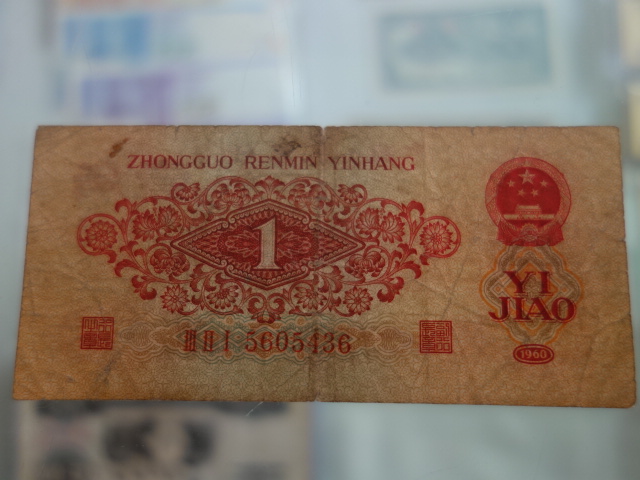 ZHONGGUO RENMIN YINHANG
1
YI
JIAO
III II I 5605436
1960